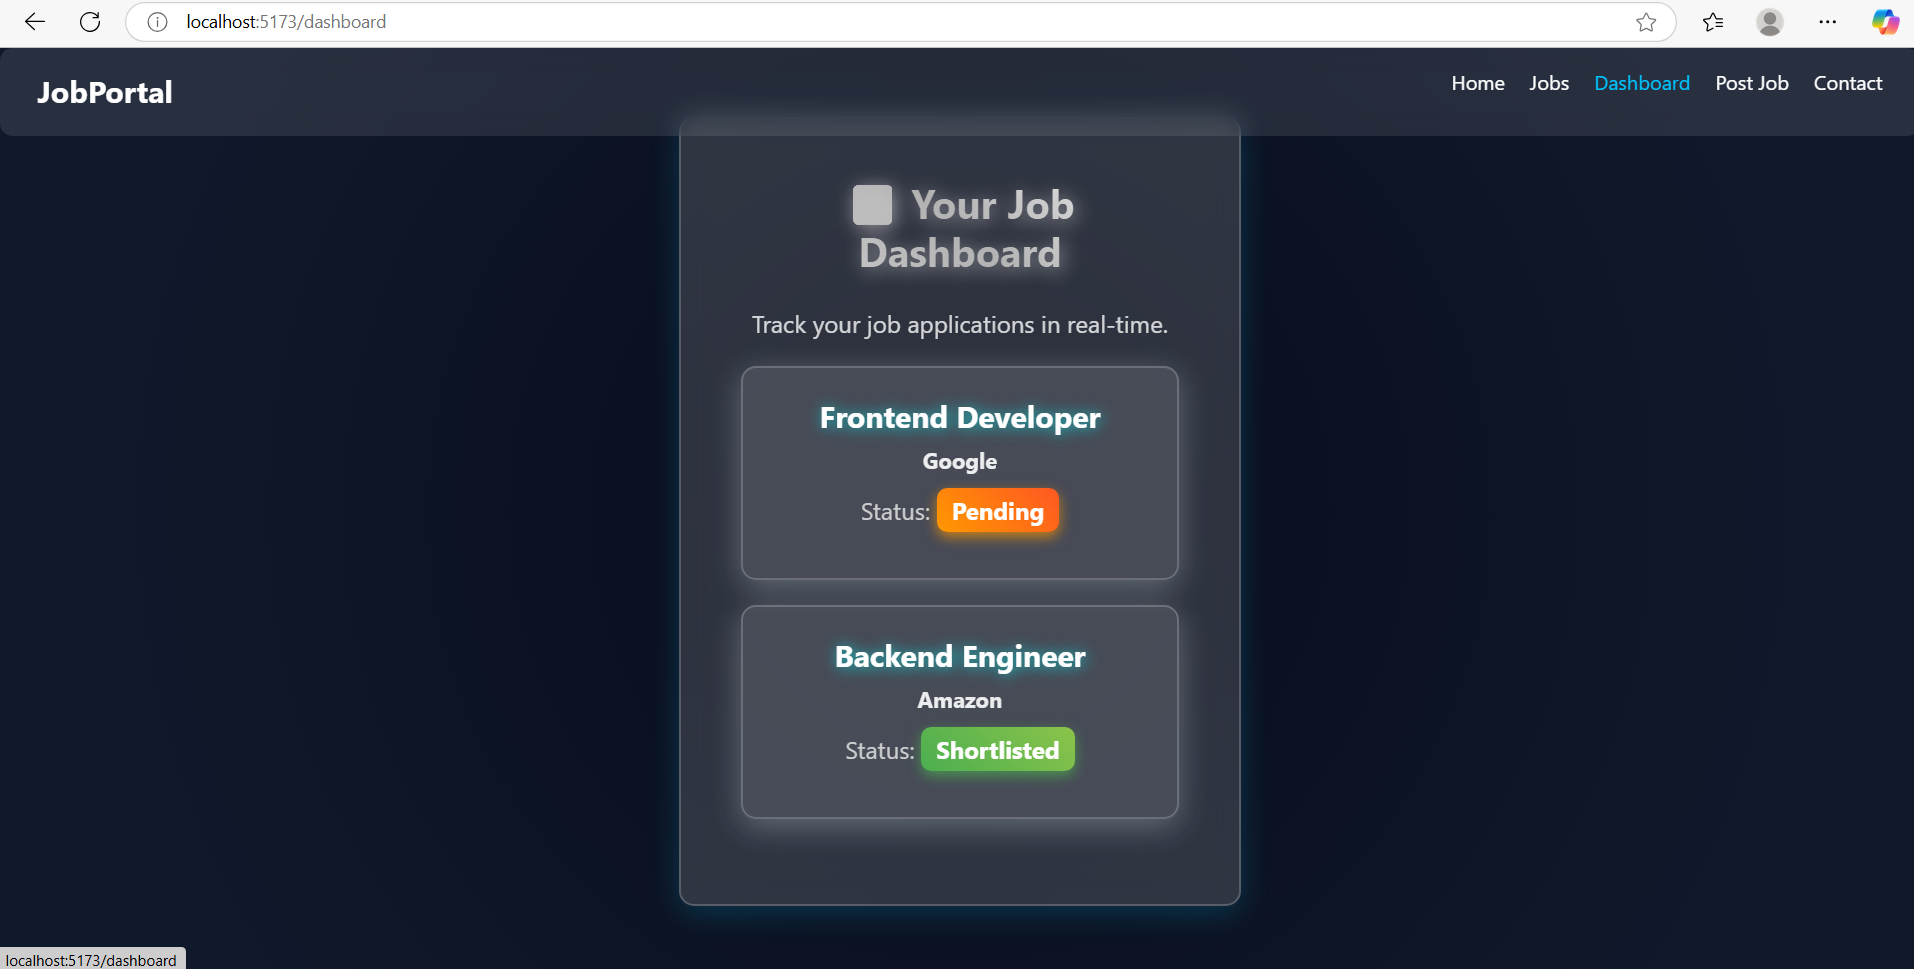 localhost:5173/dashboard
JobPortal
Home Jobs Dashboard Post Job Contact
Your Job
Dashboard
Track your job applications in real-time.
Frontend Developer
Google
Status: Pending
Backend Engineer
Amazon
Status: Shortlisted
localhost:5173/dashboard